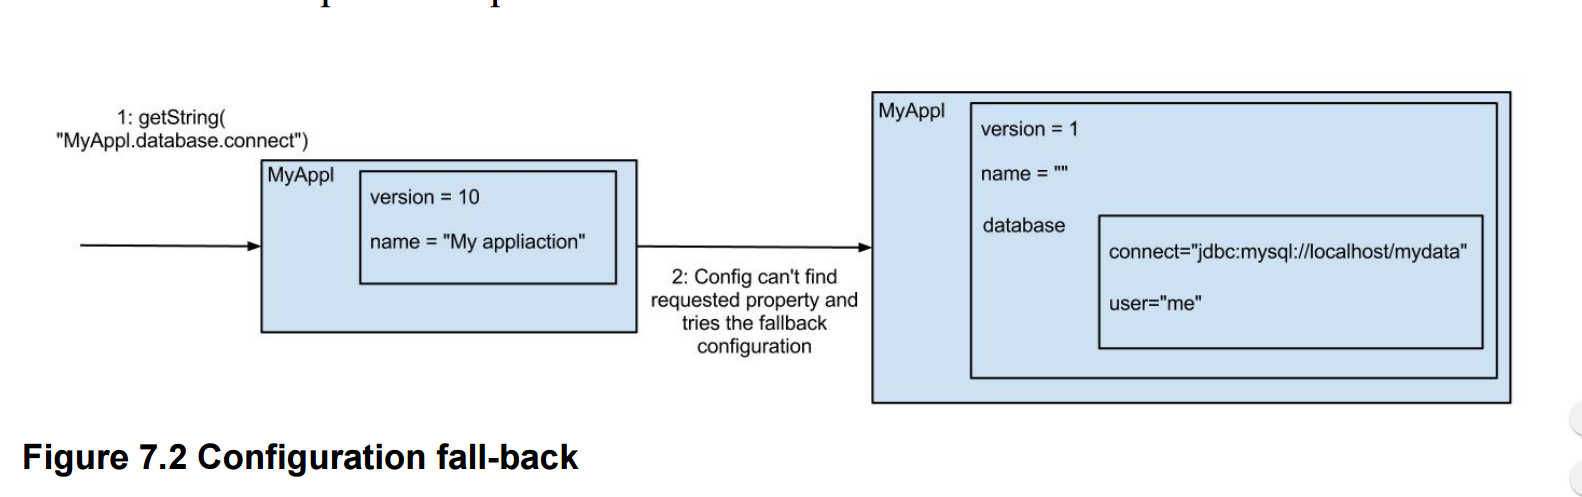 1: getString(
"MyAppl.database.connect")
MyAppl
version = 10
name = "My appliaction"
2: Config can't find
requested property and
tries the fallback
configuration
MyAppl
version = 1
name = ""
database
connect="jdbc:mysql://localhost/mydata"
user="me"
Figure 7.2 Configuration fall-back